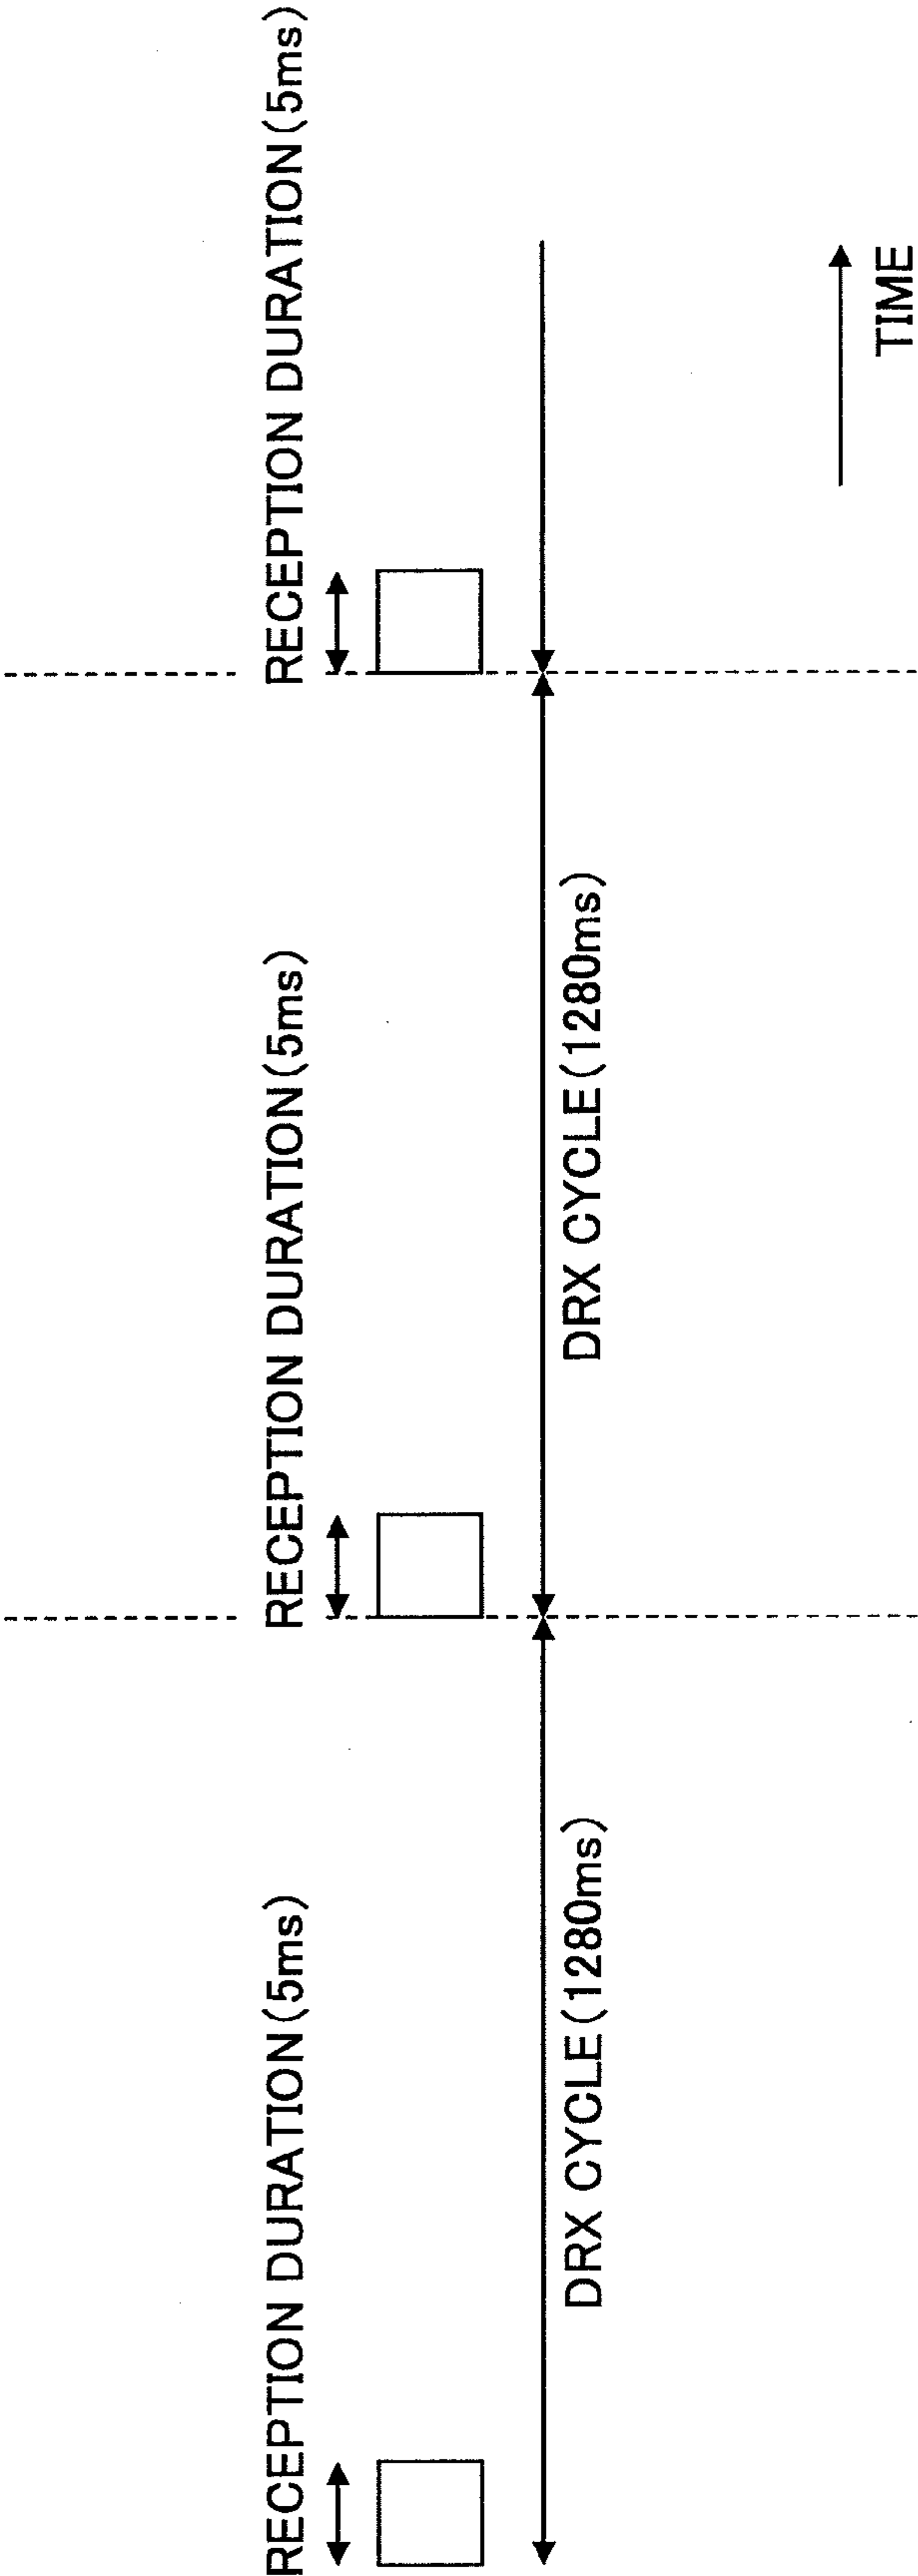 RECEPTION DURATION(5ms)
RECEPTION DURATION(5ms)
RECEPTION DURATION(5ms)
DRX CYCLE(1280ms)
DRX CYCLE(1280ms)
TIME